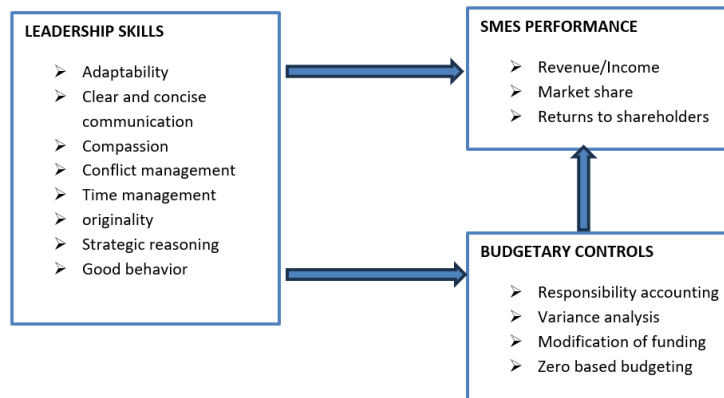 LEADERSHIP SKILLS
➢ Adaptability
➢ Clear and concise
communication
➢ Compassion
➢ Conflict management
➢ Time management
➢ originality
➢ Strategic reasoning
➢ Good behavior
SMES PERFORMANCE
➢ Revenue/Income
➢ Market share
➢ Returns to shareholders
BUDGETARY CONTROLS
➢ Responsibility accounting
➢ Variance analysis
➢ Modification of funding
➢ Zero based budgeting